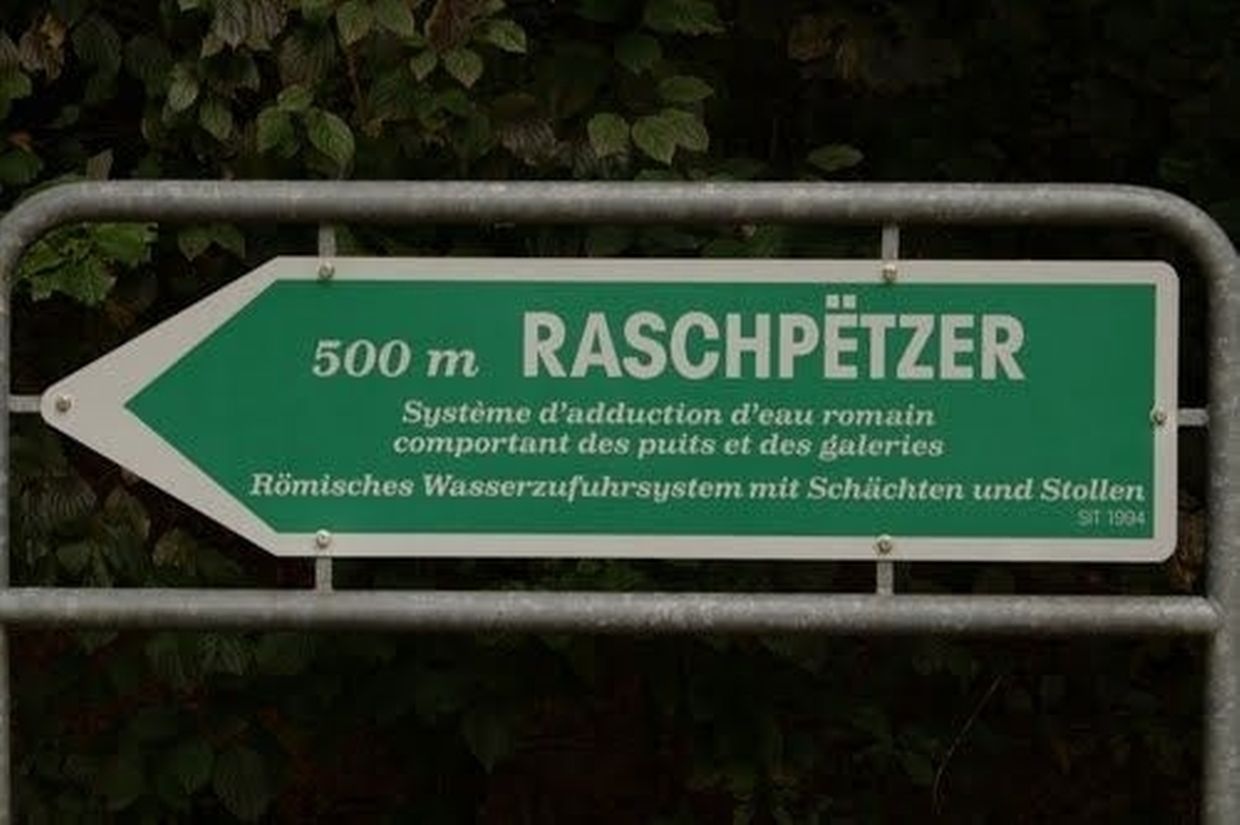 500 m RASCHPËTZER
Système d'adduction d'eau romain
comportant des puits et des galeries
Römisches Wasserzufuhrsystem mit Schächten und Stollen
SIT 1994